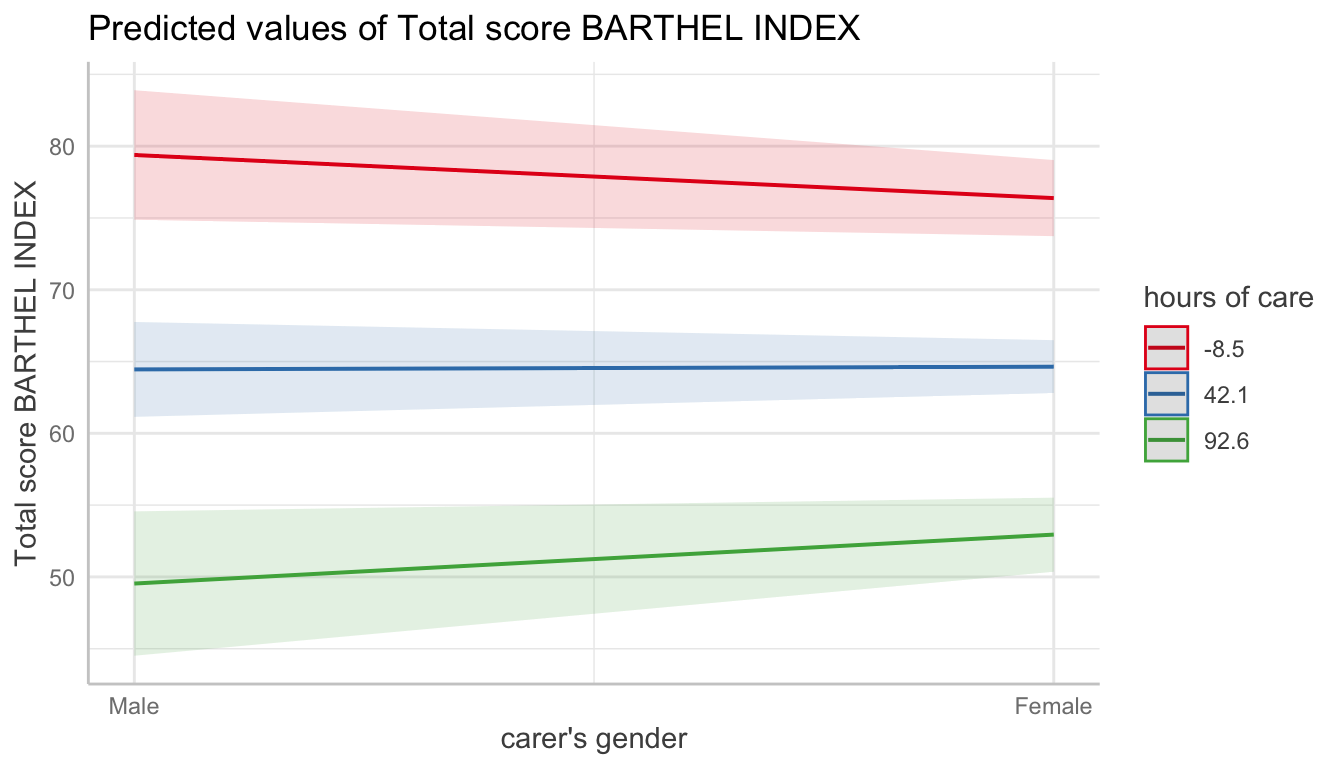 Predicted values of Total score BARTHEL INDEX
Total score BARTHEL INDEX
80
70
60
50
Male
Female
carer's gender
hours of care
-8.5
42.1
92.6